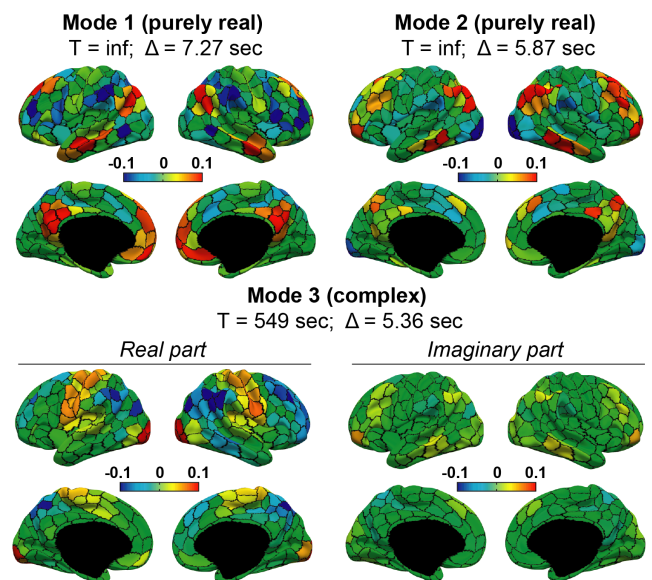 Mode 1 (purely real)
T = inf;  Δ = 7.27 sec
Mode 2 (purely real)
T = inf;  Δ = 5.87 sec
-0.1 0 0.1
-0.1 0 0.1
Mode 3 (complex)
T = 549 sec;  Δ = 5.36 sec
Real part
Imaginary part
-0.1 0 0.1
-0.1 0 0.1